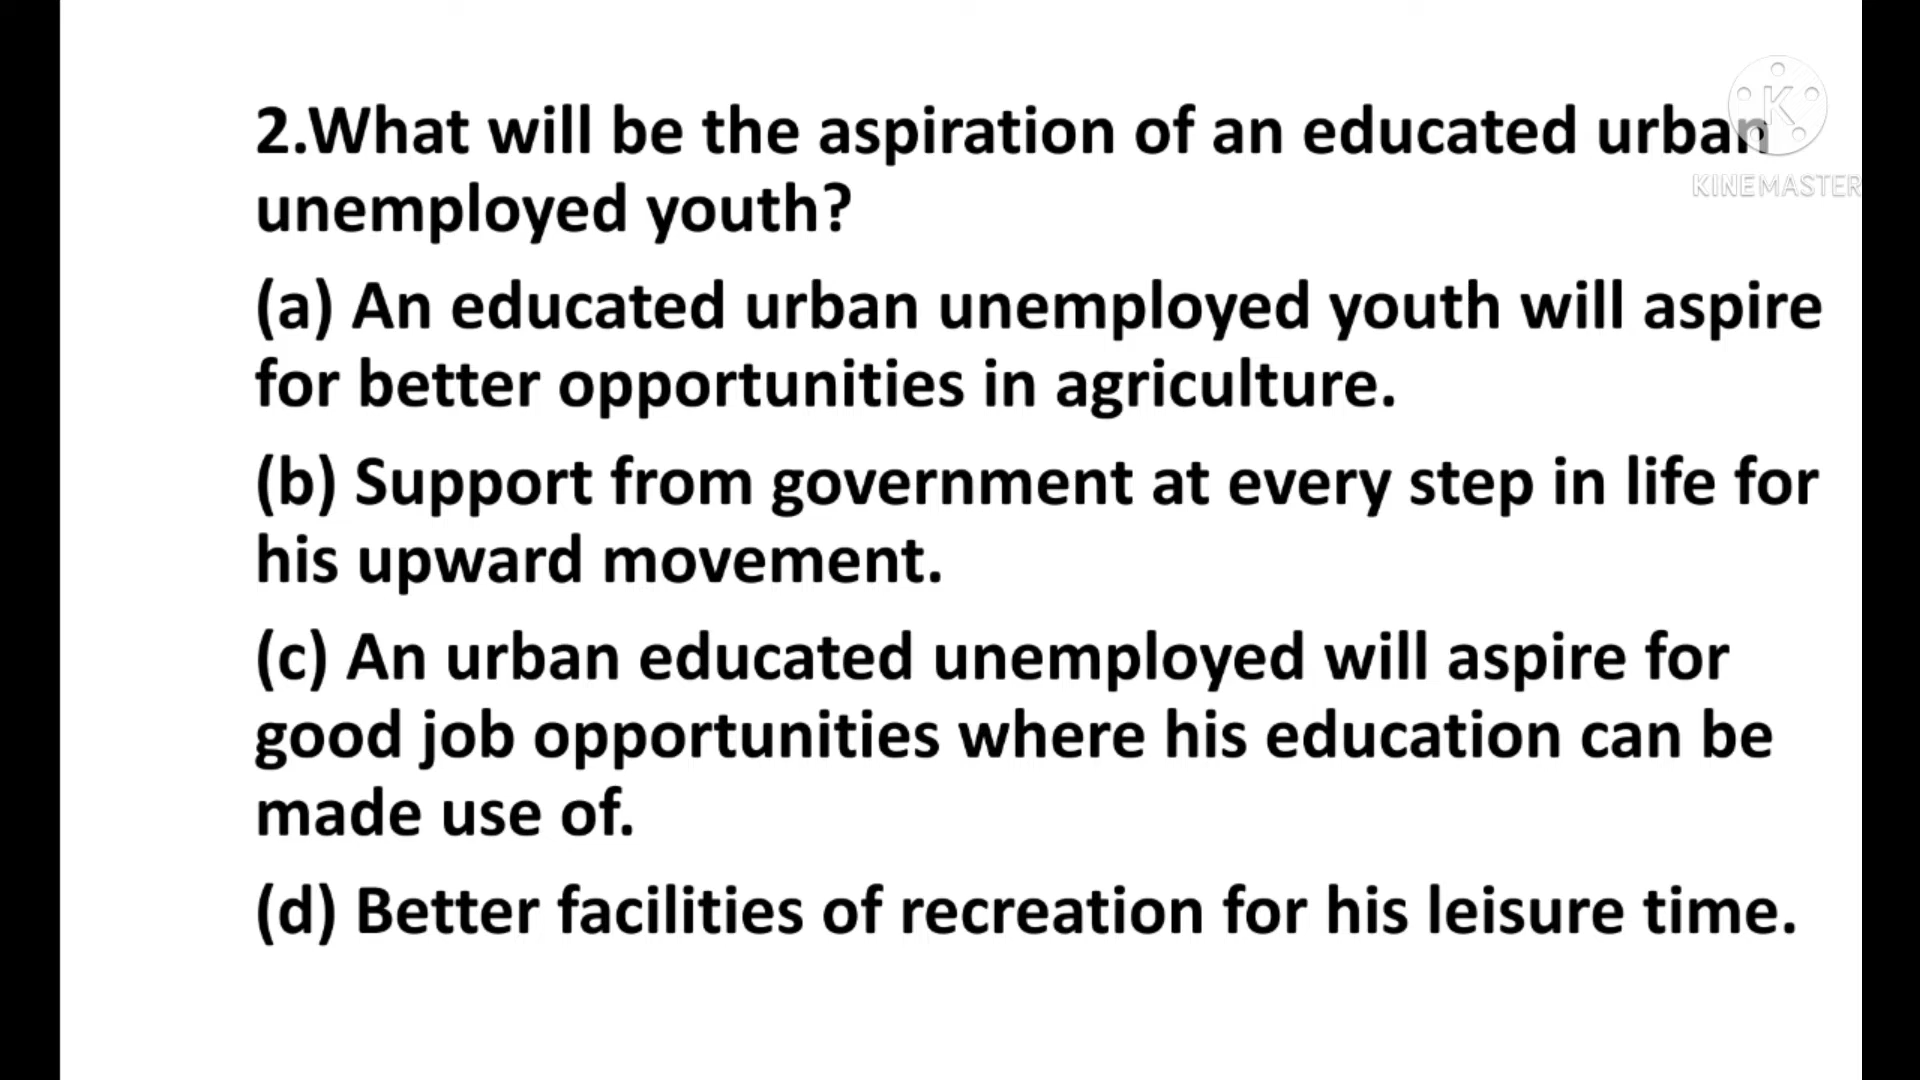 2.What will be the aspiration of an educated urban
unemployed youth?
(a) An educated urban unemployed youth will aspire
for better opportunities in agriculture.
(b) Support from government at every step in life for
his upward movement.
(c) An urban educated unemployed will aspire for
good job opportunities where his education can be
made use of.
(d) Better facilities of recreation for his leisure time.
K
KINEMASTER